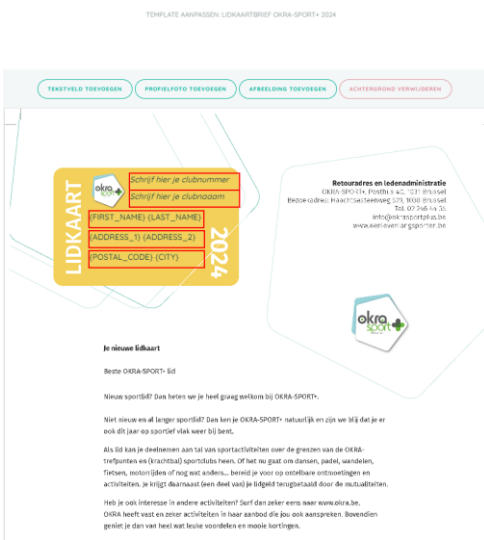 TEMPLATE AANPASSEN: LIDKAARTBRIEF OKRA-SPORT+ 2024
TEKSTVELD TOEVOEGEN
PROFIELFOTO TOEVOEGEN
AFBEELDING TOEVOEGEN
ACHTERGROND VERWIJDEREN
LIDKAART
okra
sport+
Schrijf hier je clubnummer
Schrijf hier je clubnaam
{FIRST_NAME} {LAST_NAME}
{ADDRESS_1} {ADDRESS_2}
{POSTAL_CODE} {CITY}
2024
Retouradres en ledenadministratie
OKRA-SPORT+, Postbus 40, 1031 Brussel
Bezoekadres: Haachtsesteenweg 579, 1030 Brussel
Tel. 02 246 44 36
info@okrasportplus.be
www.eenlevenlangsporten.be
okra
sport+
Je nieuwe lidkaart
Beste OKRA-SPORT+ lid
Nieuw sportlid? Dan heten we je heel graag welkom bij OKRA-SPORT+.
Niet nieuw en al langer sportlid? Dan ken je OKRA-SPORT+ natuurlijk en zijn we blij dat je er
ook dit jaar op sportief vlak weer bij bent.
Als lid kan je deelnemen aan tal van sportactiviteiten over de grenzen van de OKRA-
trefpunten en (krachtbal) sportclubs heen. Of het nu gaat om dansen, padel, wandelen,
fietsen, motorrijden of nog wat anders... bereid je voor op ontelbare ontmoetingen en
activiteiten. Je krijgt daarnaast (een deel van) je lidgeld terugbetaald door de mutualiteiten.
Heb je ook interesse in andere activiteiten? Surf dan zeker eens naar www.okra.be.
OKRA heeft vast en zeker activiteiten in haar aanbod die jou ook aanspreken. Bovendien
geniet je dan van heel wat leuke voordelen en mooie kortingen.